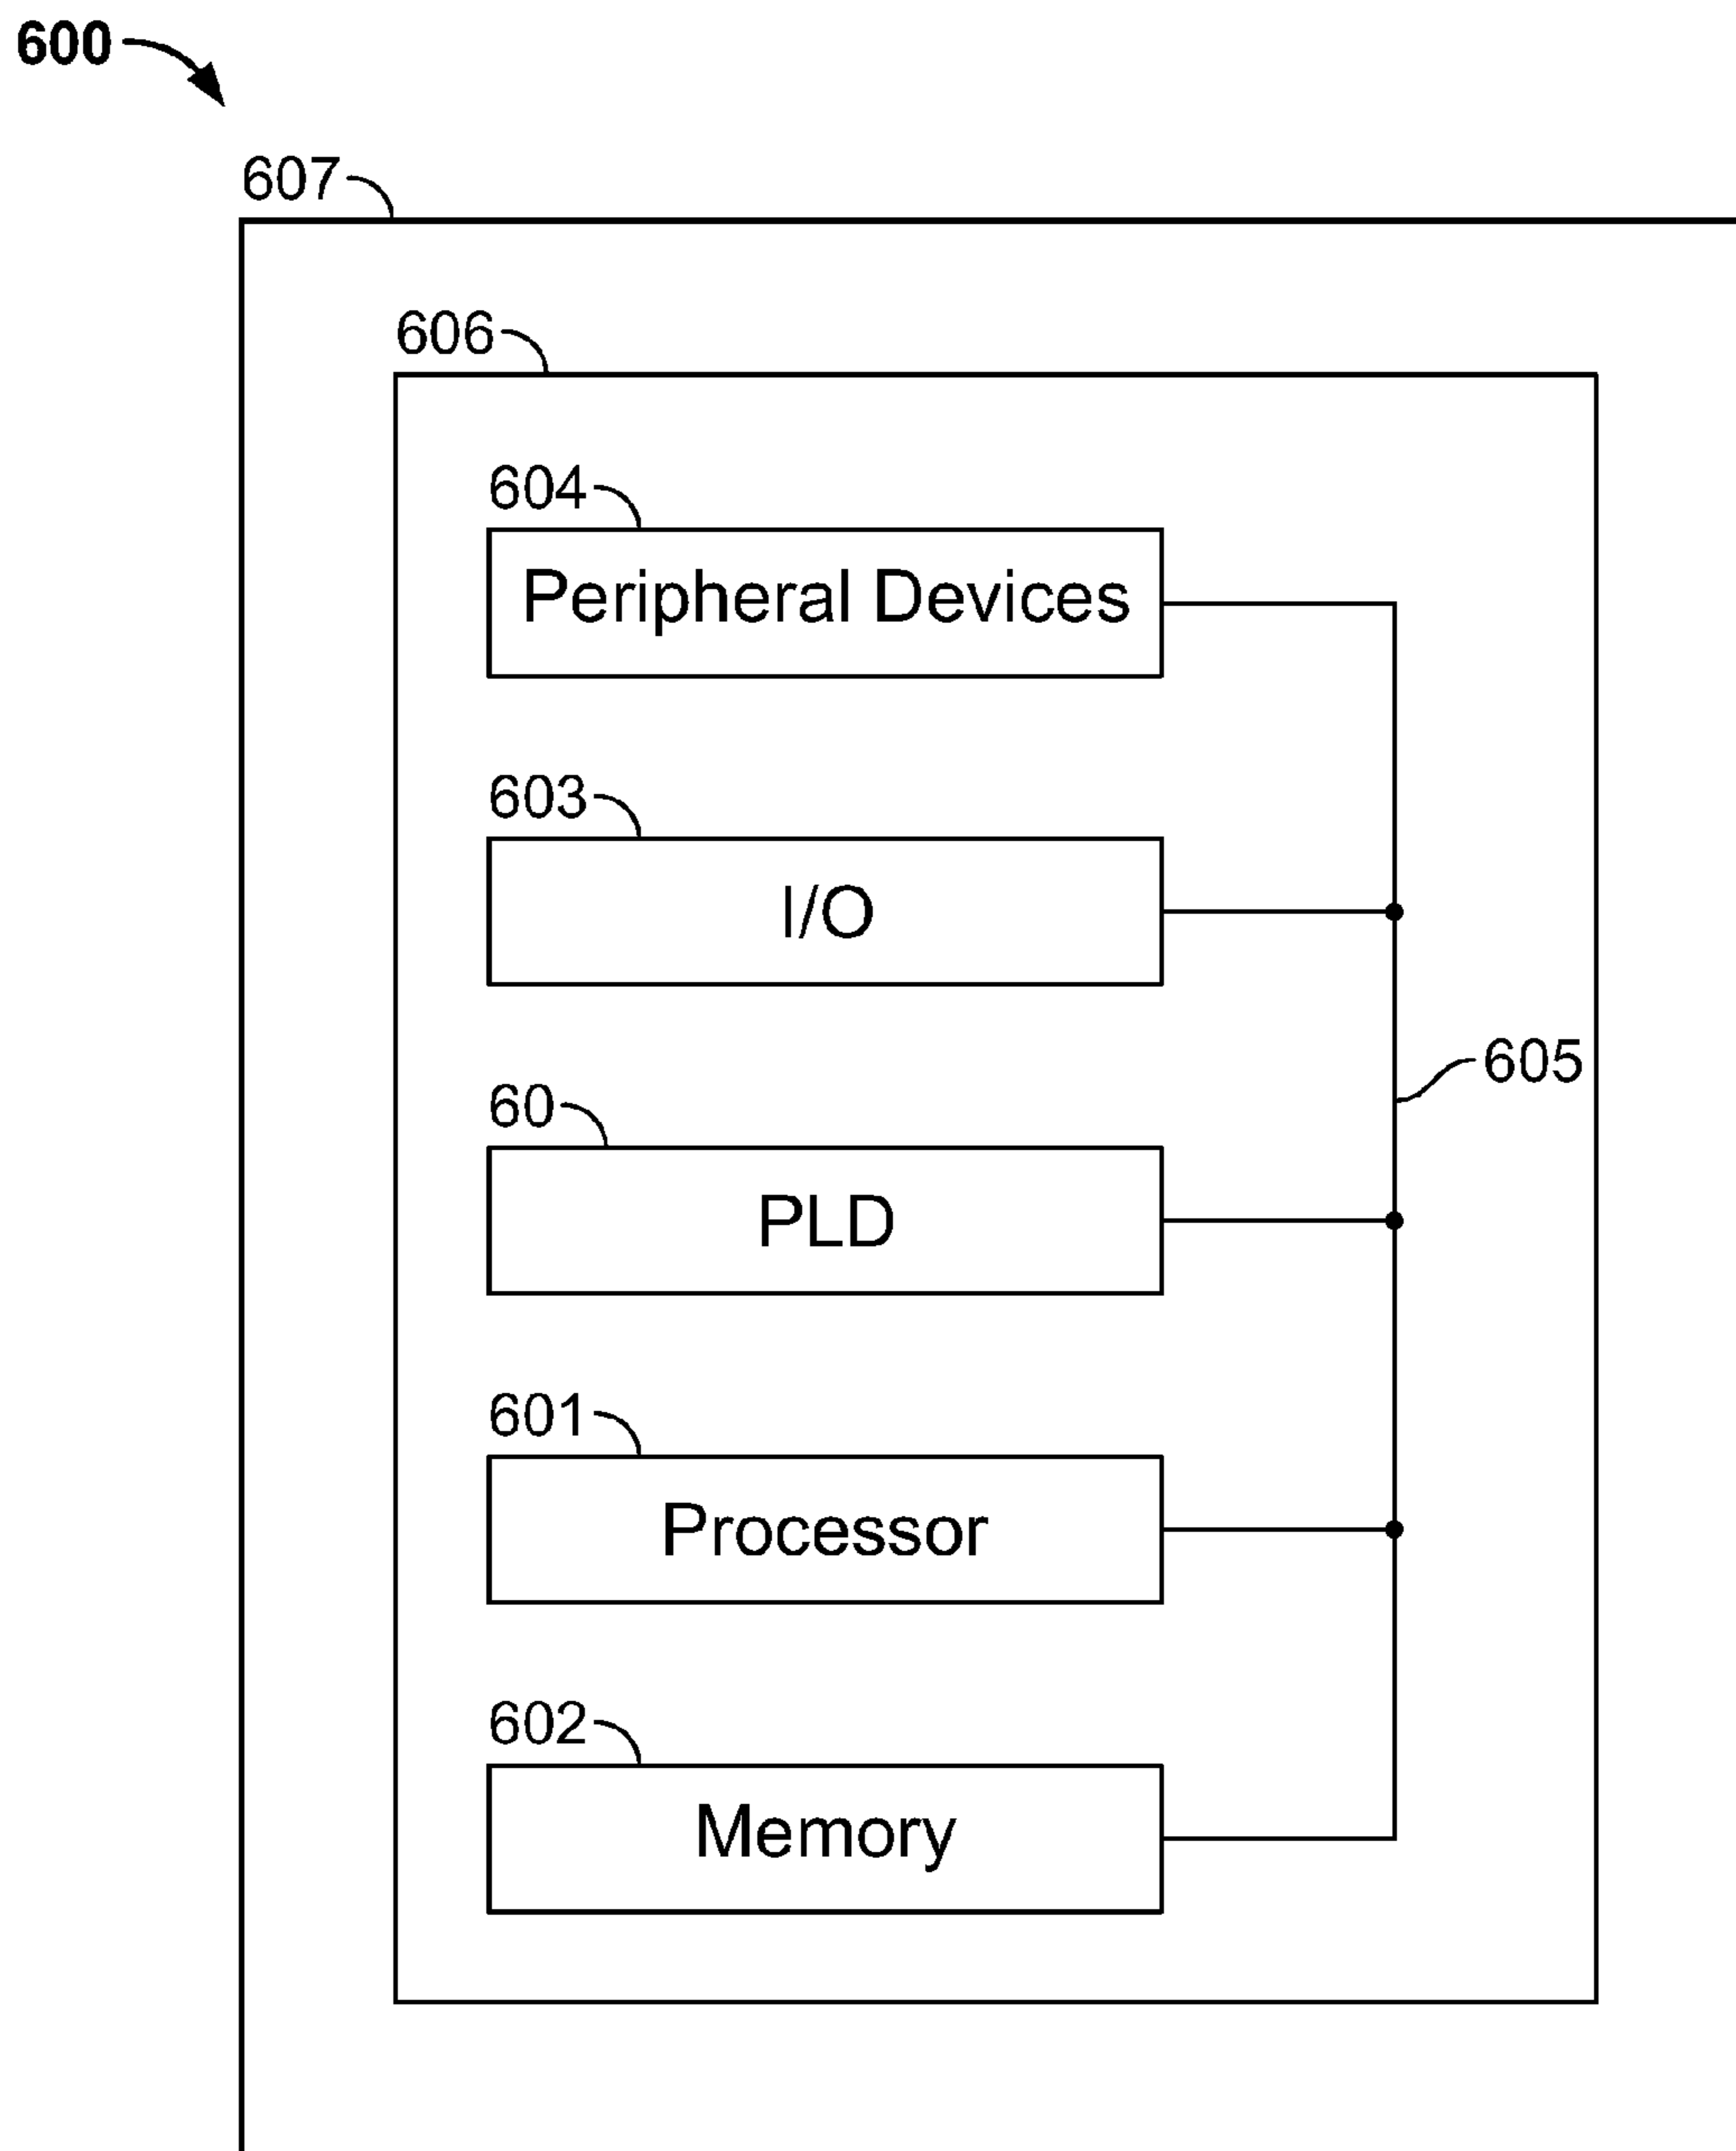 600
607
606
604
Peripheral Devices
603
I/O
605
60
PLD
601
Processor
602
Memory